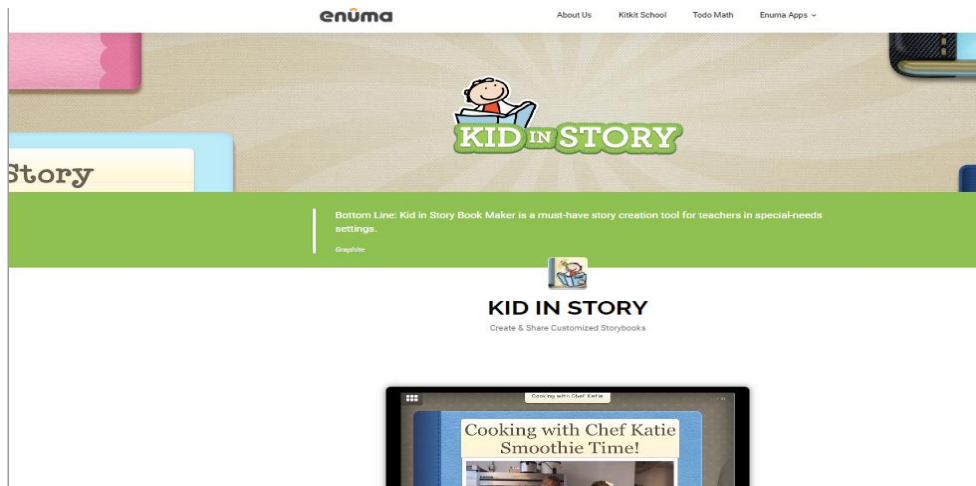 enuma
About Us Kitkit School Todo Math Enuma Apps
KID IN STORY
Story
Bottom Line: Kid in Story Book Maker is a must-have story creation tool for teachers in special-needs
settings.
Graphite
KID IN STORY
Create & Share Customized Storybooks
Cooking with Chef Katie
Cooking with Chef Katie
Smoothie Time!